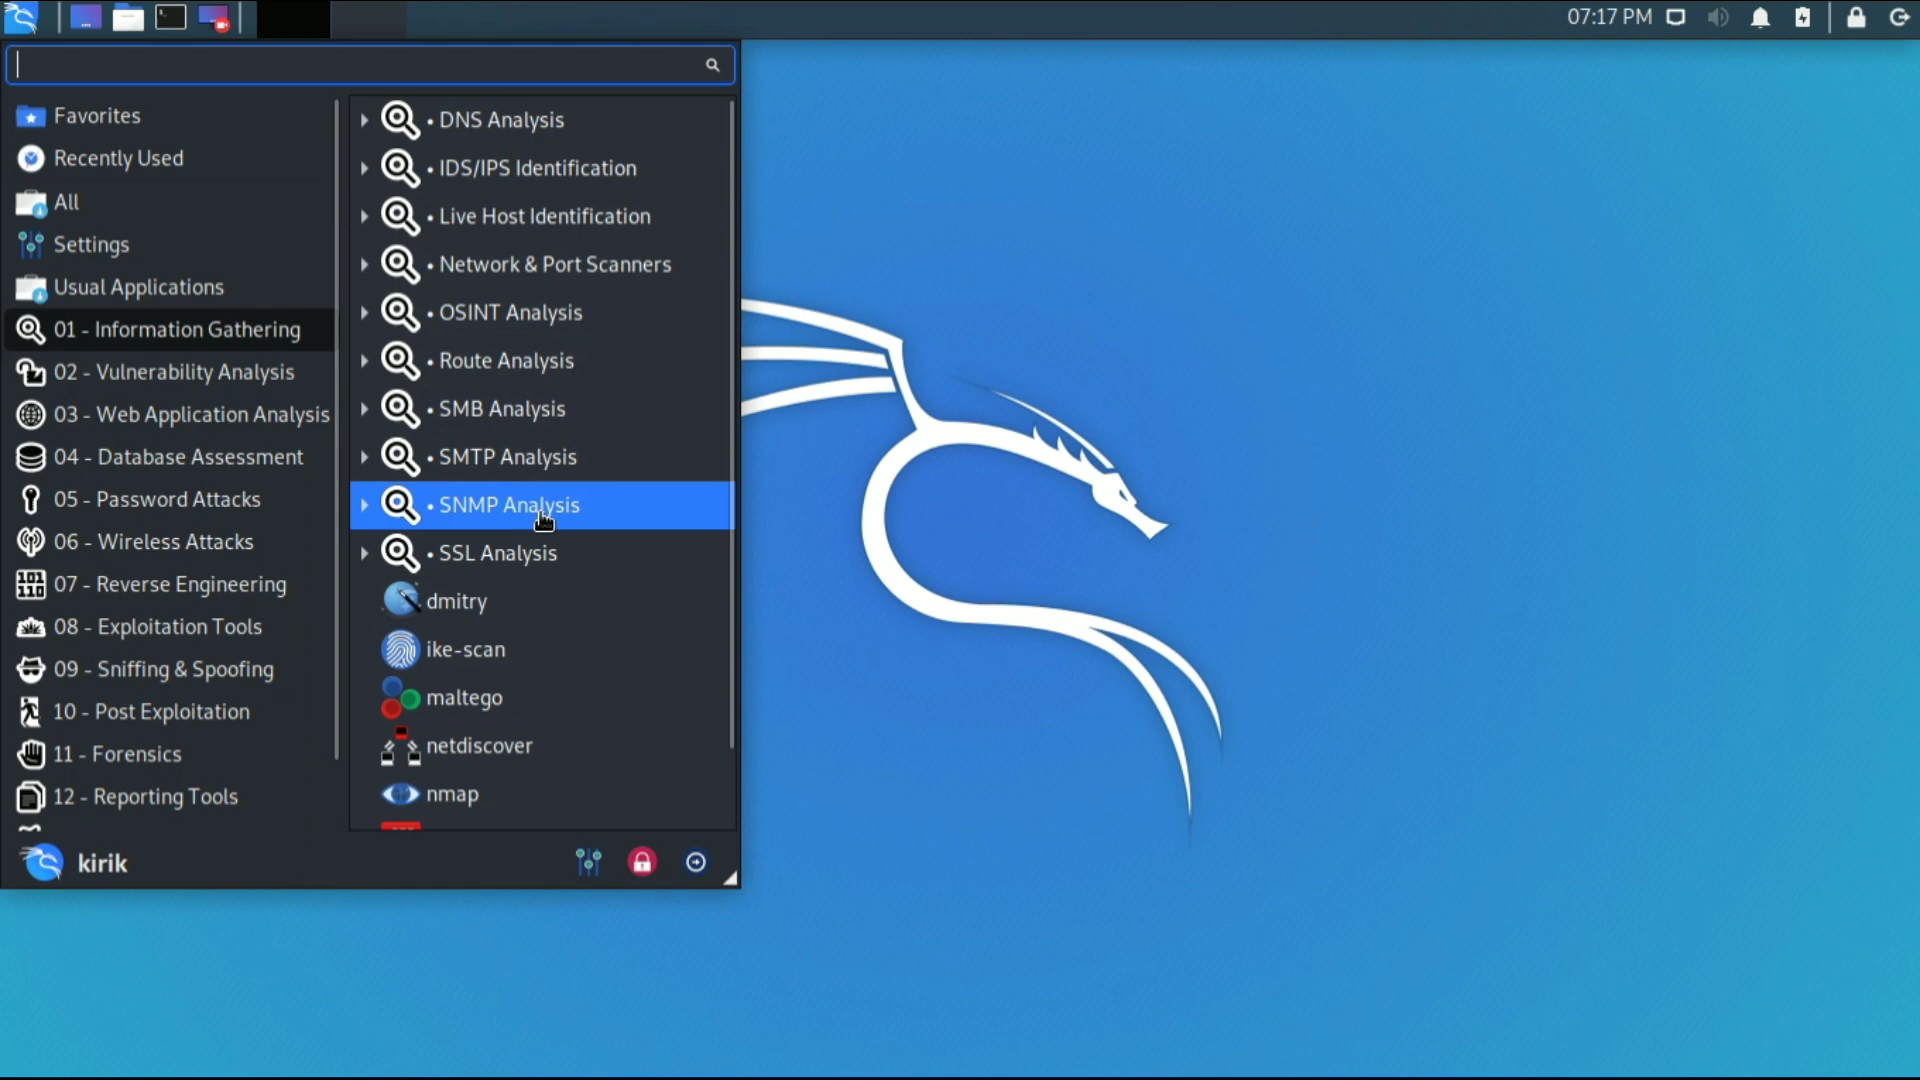 07:17 PM
Favorites
Recently Used
All
Settings
Usual Applications
01 - Information Gathering
02 - Vulnerability Analysis
03 - Web Application Analysis
04 - Database Assessment
05 - Password Attacks
06 - Wireless Attacks
07 - Reverse Engineering
08 - Exploitation Tools
09 - Sniffing & Spoofing
10 - Post Exploitation
11 - Forensics
12 - Reporting Tools
• DNS Analysis
• IDS/IPS Identification
• Live Host Identification
• Network & Port Scanners
• OSINT Analysis
• Route Analysis
• SMB Analysis
• SMTP Analysis
• SNMP Analysis
• SSL Analysis
dmitry
ike-scan
maltego
netdiscover
nmap
kirik